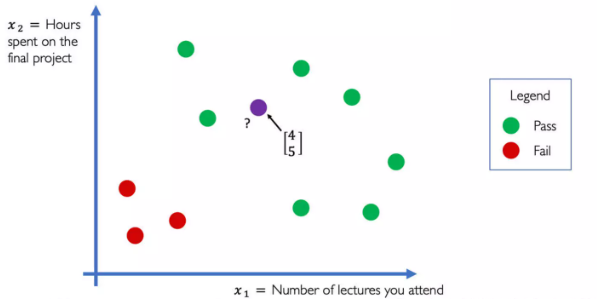 x₂ = Hours
spent on the
final project
?
[4
5]
Legend
Pass
Fail
x₁ = Number of lectures you attend